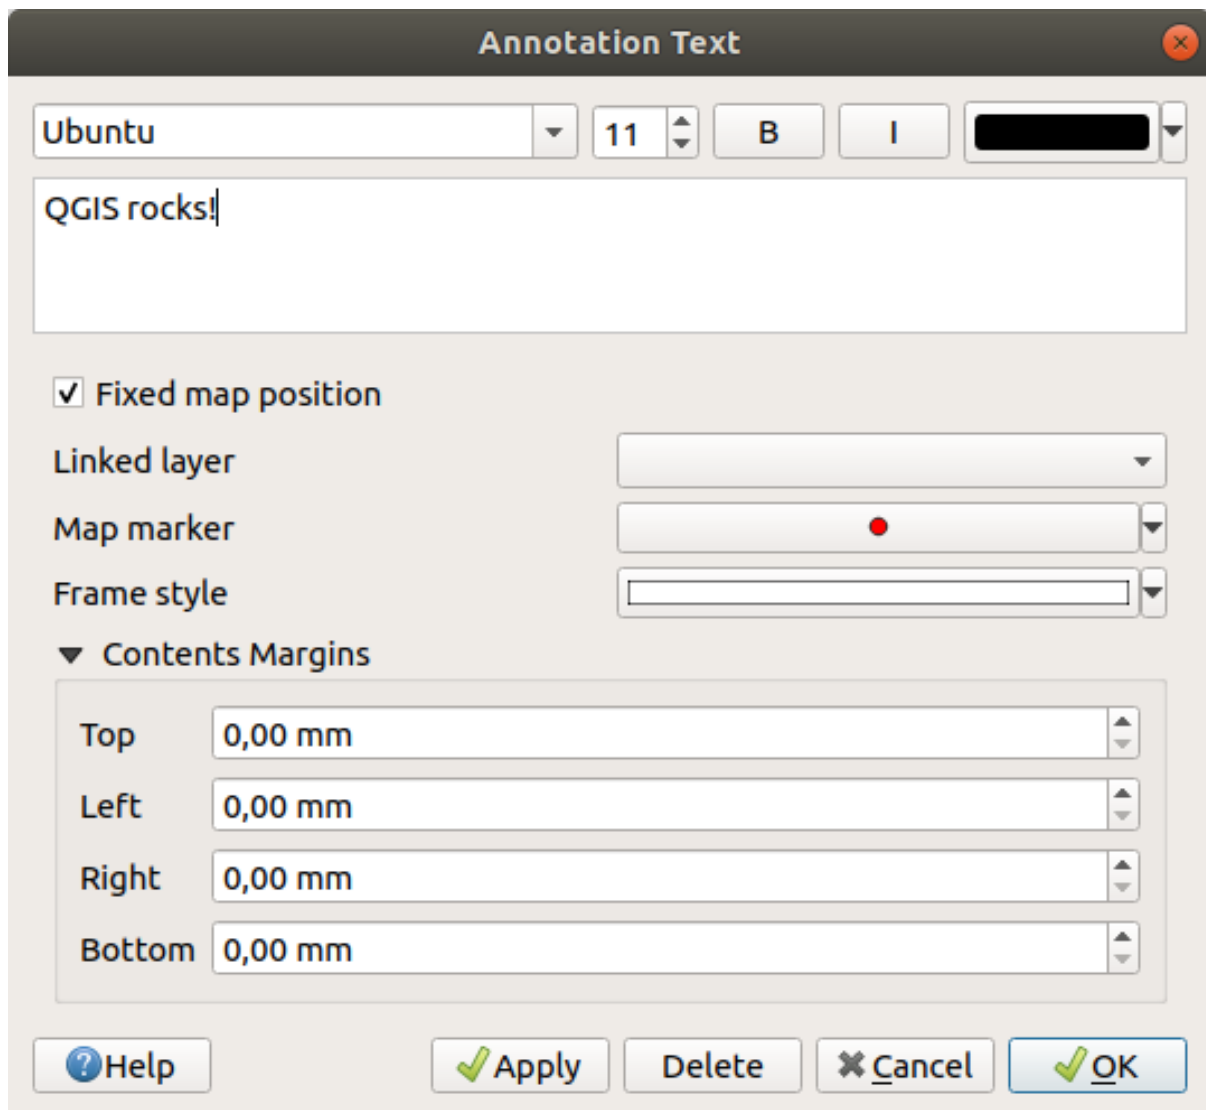 Annotation Text
Ubuntu 11 B I
QGIS rocks!
Fixed map position
Linked layer
Map marker
Frame style
Contents Margins
Top 0,00 mm
Left 0,00 mm
Right 0,00 mm
Bottom 0,00 mm
Help Apply Delete Cancel OK